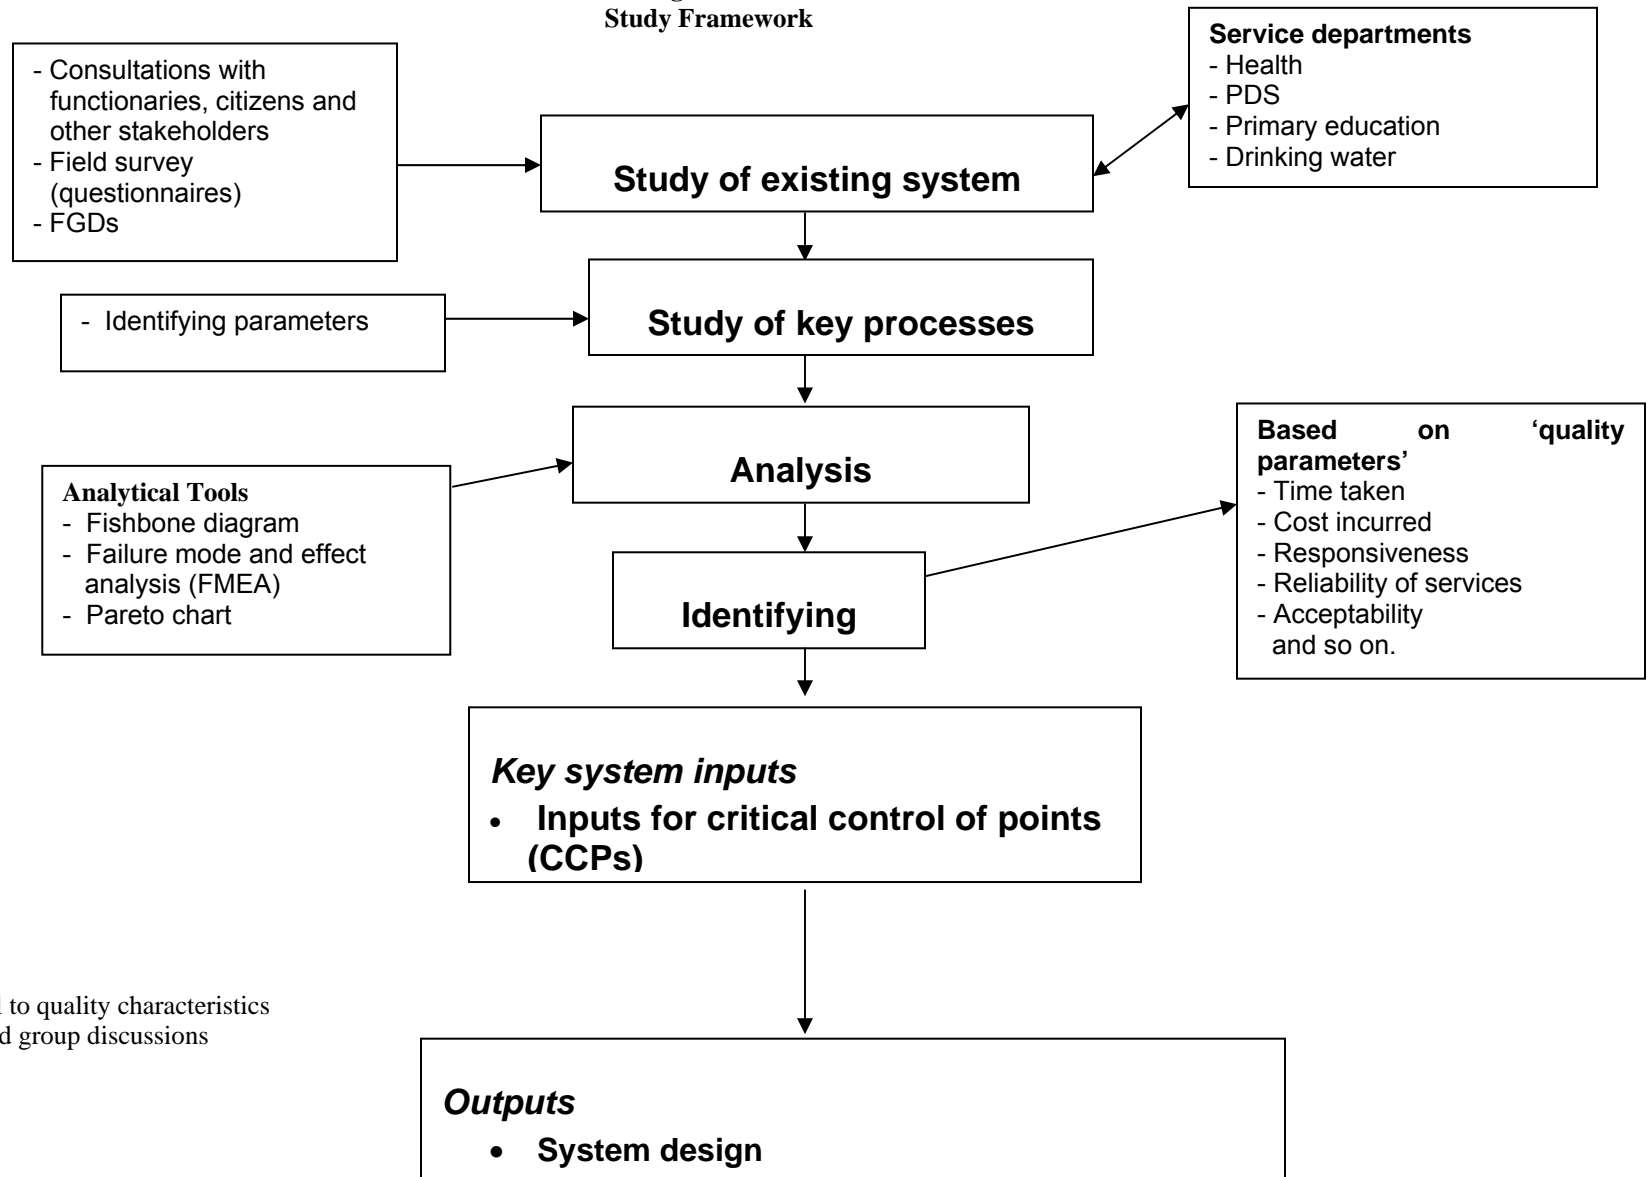 Study Framework
- Consultations with
functionaries, citizens and
other stakeholders
- Field survey
(questionnaires)
- FGDs
Service departments
- Health
- PDS
- Primary education
- Drinking water
Study of existing system
- Identifying parameters
Study of key processes
Analytical Tools
- Fishbone diagram
- Failure mode and effect
analysis (FMEA)
- Pareto chart
Analysis
Based on ‘quality
parameters’
- Time taken
- Cost incurred
- Responsiveness
- Reliability of services
- Acceptability
and so on.
Identifying
Key system inputs
• Inputs for critical control of points
(CCPs)
to quality characteristics
group discussions
Outputs
• System design